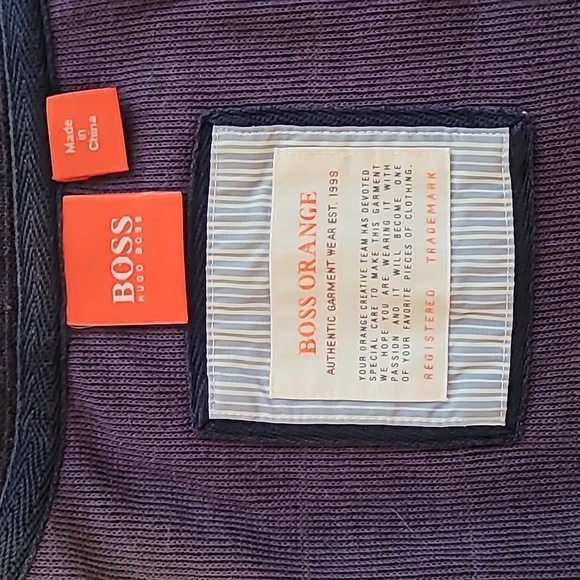 Made
in
China
BOSS
HUGO BOSS
BOSS ORANGE
AUTHENTIC GARMENT WEAR EST. 1998
YOUR ORANGE CREATIVE TEAM HAS DEVOTED
SPECIAL CARE TO MAKE THIS GARMENT
WE HOPE YOU ARE WEARING IT WITH
PASSION AND IT WILL BECOME ONE
OF YOUR FAVORITE PIECES OF CLOTHING.
REGISTERED TRADEMARK